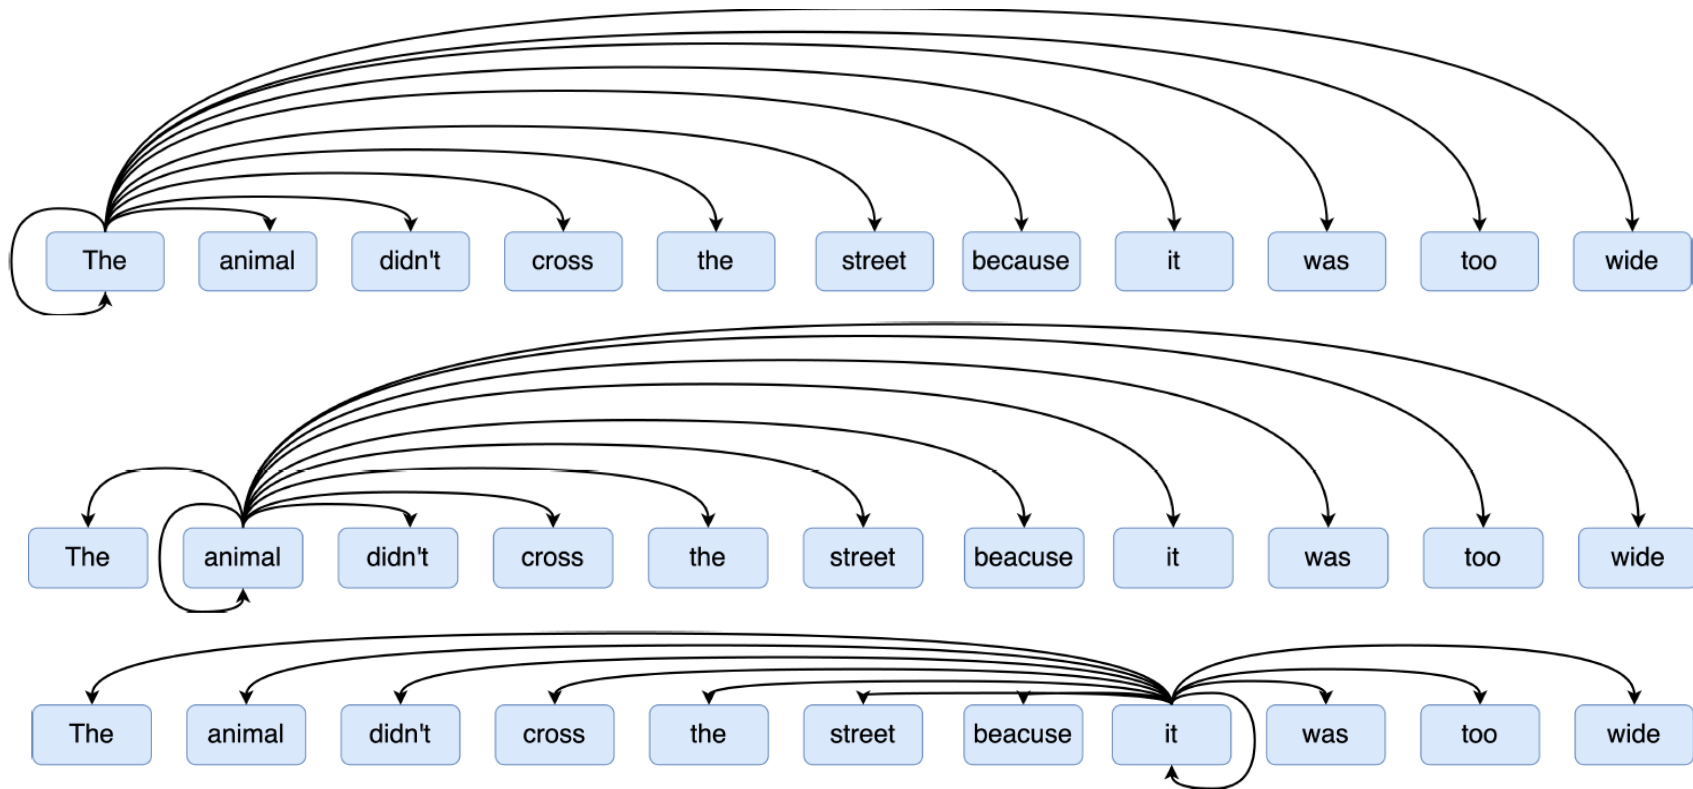 The animal didn't cross the street because it was too wide
The animal didn't cross the street beacuse it was too wide
The animal didn't cross the street beacuse it was too wide